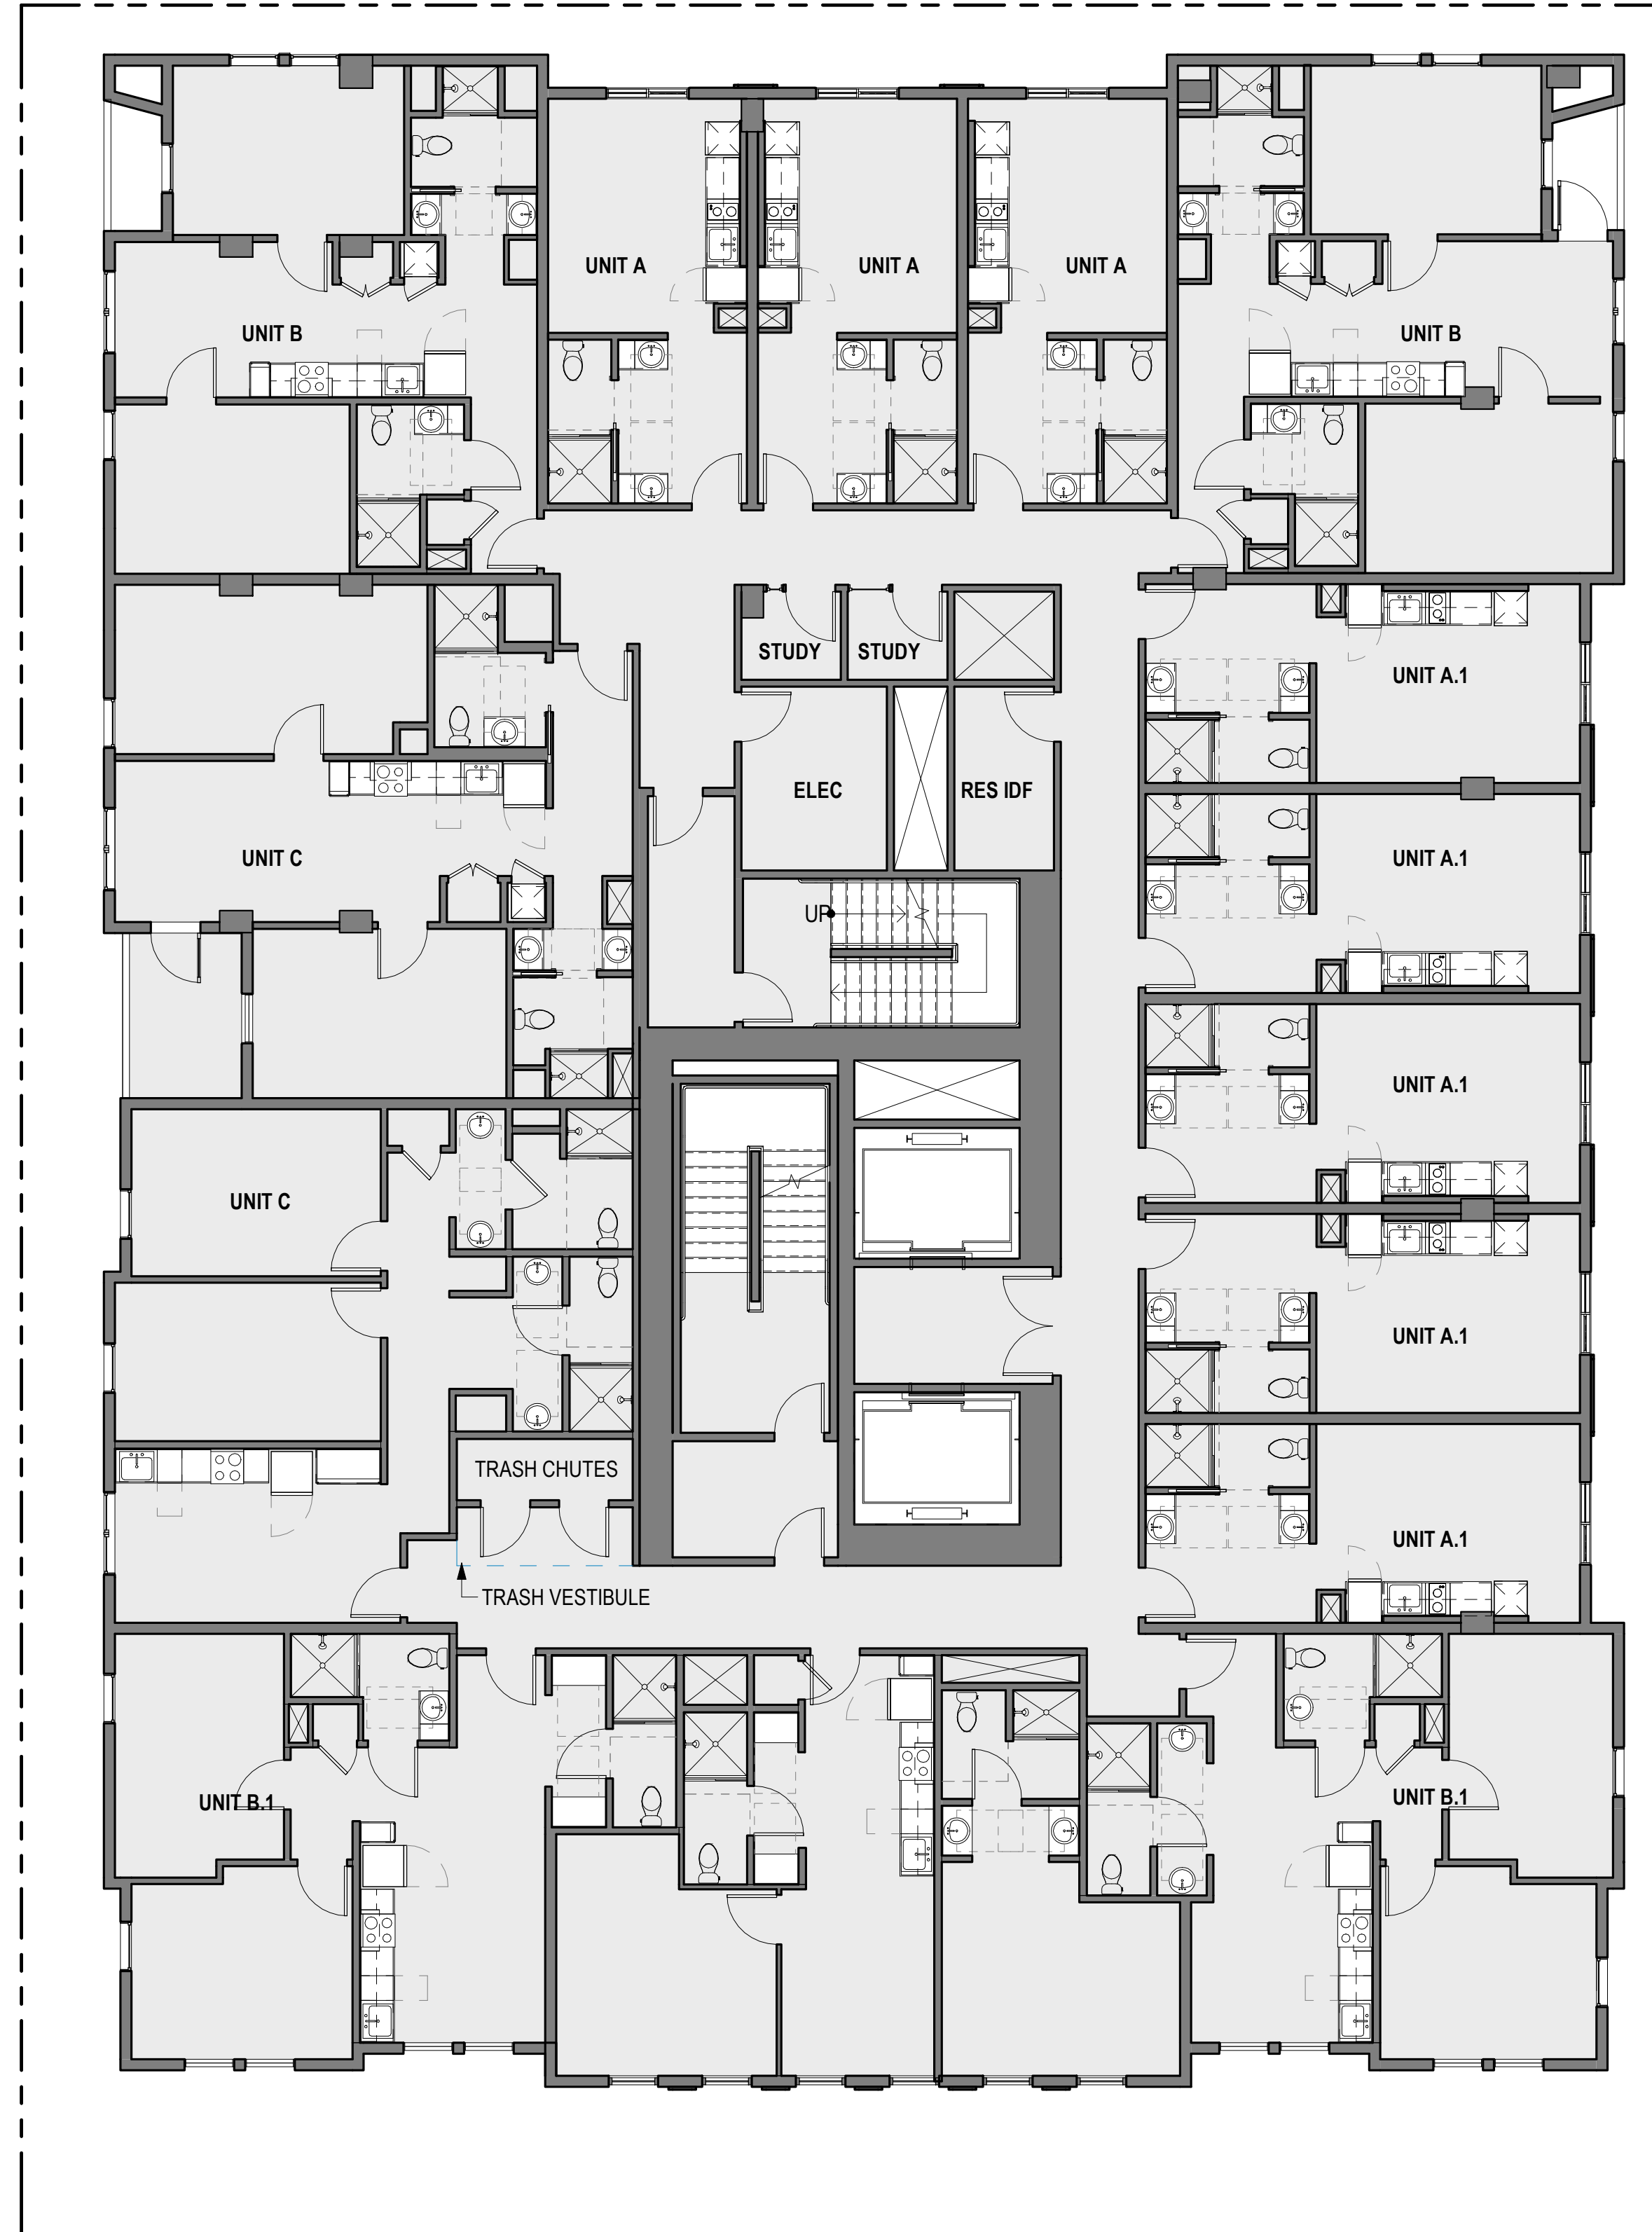 UNIT A
UNIT A
UNIT A
UNIT B
UNIT B
STUDY
STUDY
UNIT A.1
ELEC
RES IDF
UNIT C
UNIT A.1
UP
UNIT A.1
UNIT C
UNIT A.1
TRASH CHUTES
UNIT A.1
TRASH VESTIBULE
UNIT B.1
UNIT B.1